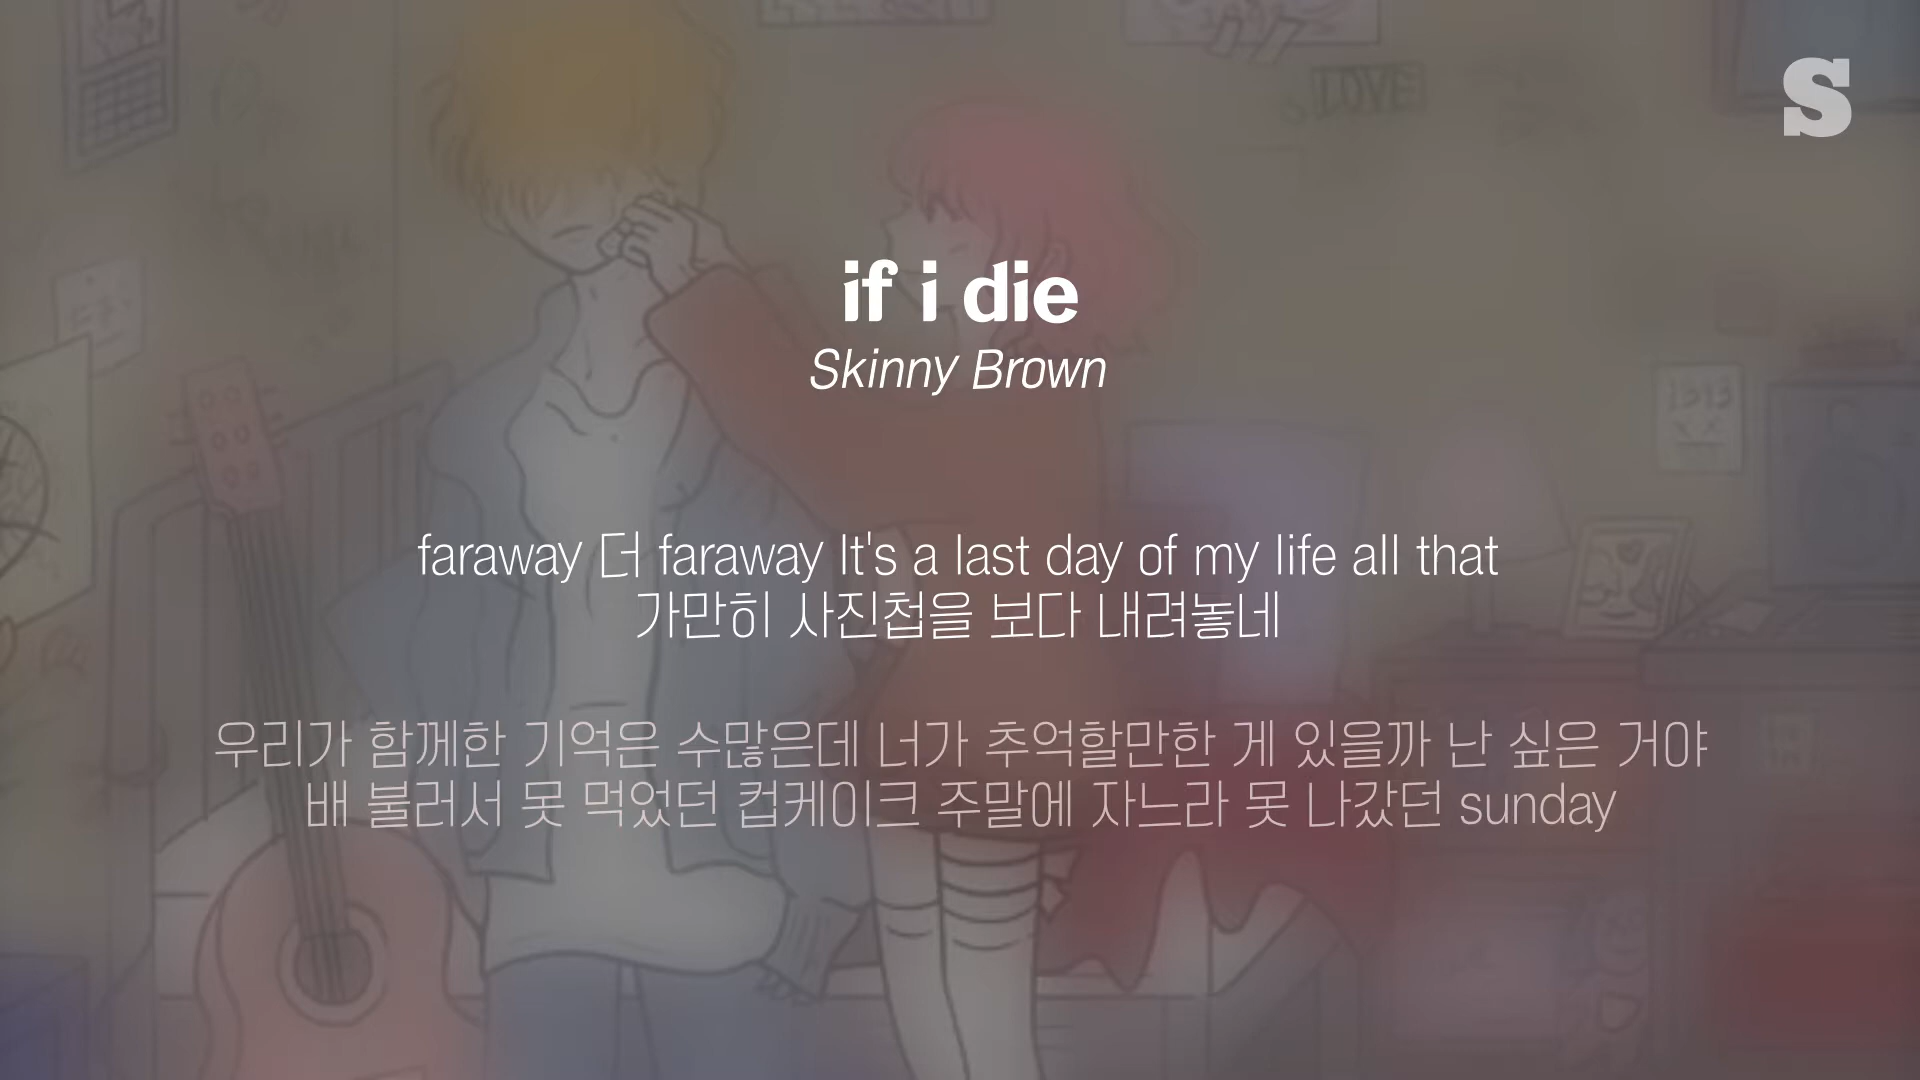 LOVE
S
if i die
Skinny Brown
faraway 더 faraway It's a last day of my life all that
가만히 사진첩을 보다 내려놓네
우리가 함께한 기억은 수많은데 너가 추억할만한 게 있을까 난 싶은 거야
배 불러서 못 먹었던 컵케이크 주말에 자느라 못 나갔던 sunday